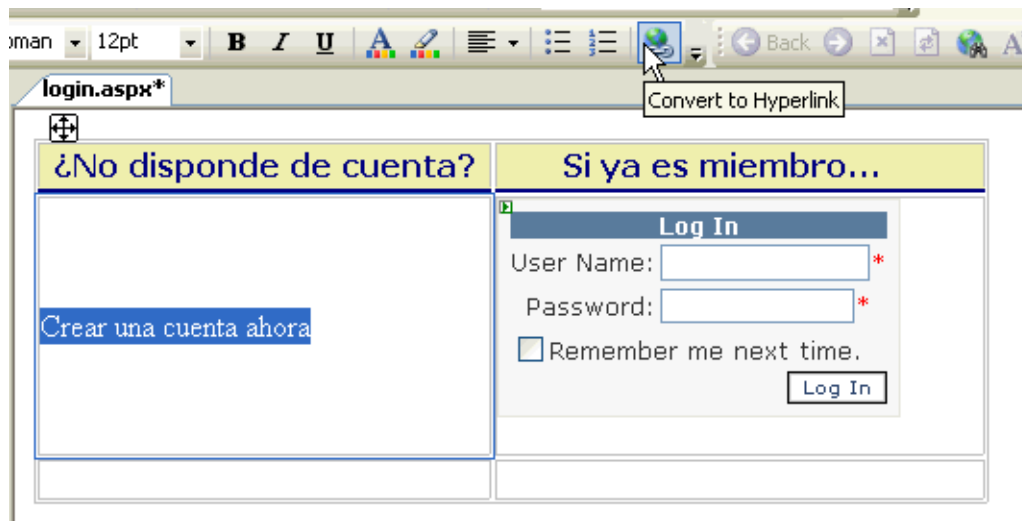 12pt B I U A Back
login.aspx*
Convert to Hyperlink
¿No disponde de cuenta? Si ya es miembro...
Log In
User Name: *
Password: *
Crear una cuenta ahora
Remember me next time.
Log In